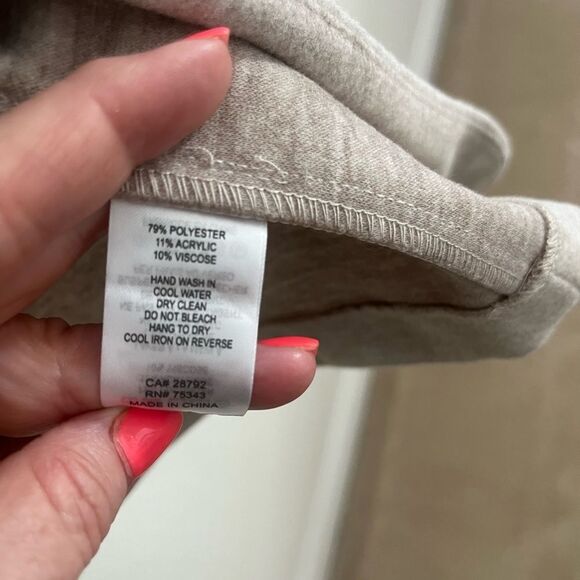 79% POLYESTER
11% ACRYLIC
10% VISCOSE
HAND WASH IN
COOL WATER
DRY CLEAN
DO NOT BLEACH
HANG TO DRY
COOL IRON ON REVERSE
CA# 28792
RN# 75343
MADE IN CHINA